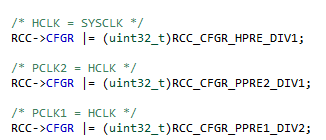 /* HCLK = SYSCLK */
RCC->CFGR |= (uint32_t)RCC_CFGR_HPRE_DIV1;
/* PCLK2 = HCLK */
RCC->CFGR |= (uint32_t)RCC_CFGR_PPRE2_DIV1;
/* PCLK1 = HCLK */
RCC->CFGR |= (uint32_t)RCC_CFGR_PPRE1_DIV2;